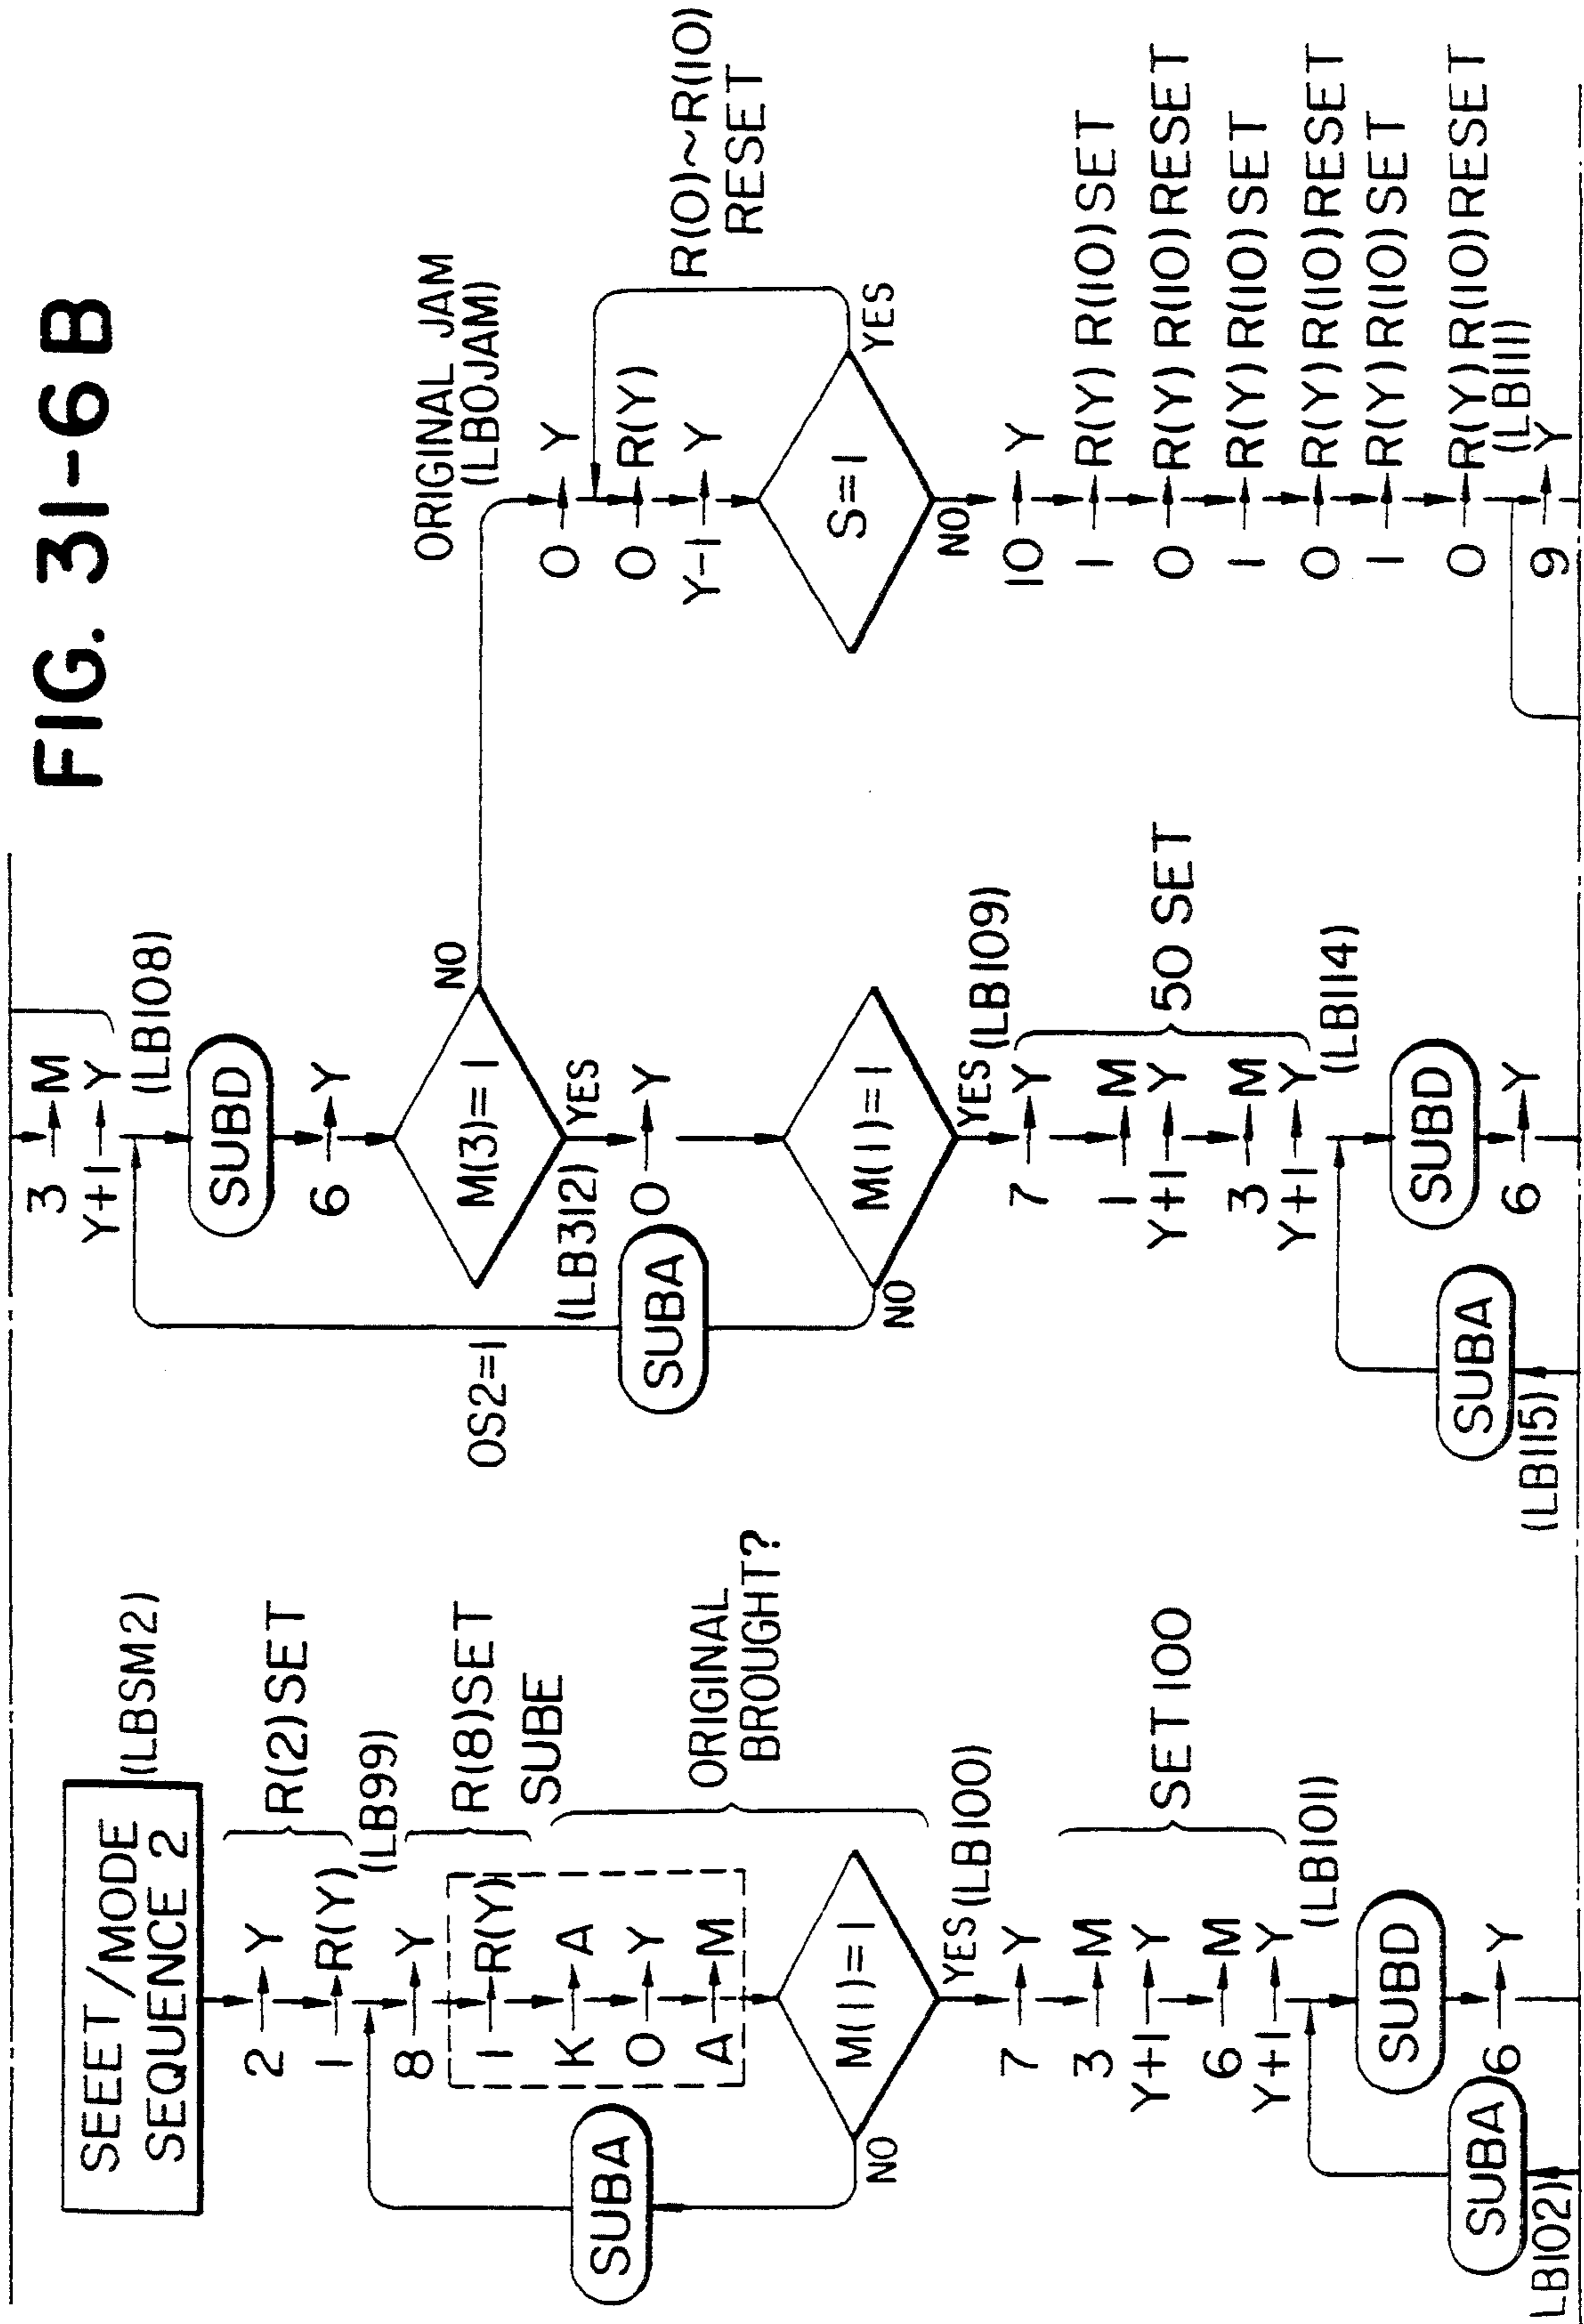 FIG. 31-6 B
SEET/MODE
SEQUENCE 2
(LBSM2)
2 → Y
1 → R(Y)
R(2)SET
(LB99)
8 → Y
1 → R(Y)
R(8)SET
SUBE
K → A
0 → Y
A → M
ORIGINAL
BROUGHT?
SUBA
M(1)=1
NO
YES
(LB100)
7 → Y
3 → M
Y+1 → Y
6 → M
Y+1 → Y
SET 100
(LB101)
SUBD
6 → Y
SUBA
LB102)
3 → M
Y+1 → Y
(LB108)
SUBD
6 → Y
M(3)=1
NO
YES
(LB312)
0 → Y
OS2=1
SUBA
M(1)=1
NO
YES
(LB109)
7 → Y
1 → M
Y+1 → Y
3 → M
Y+1 → Y
50 SET
(LB114)
SUBD
6 → Y
SUBA
(LB115)
ORIGINAL JAM
(LBOJAM)
0 → Y
0 → R(Y)
Y-1 → Y
R(0)~R(10)
RESET
S=1
YES
NO
10 → Y
1 → R(Y) R(10) SET
0 → R(Y) R(10) RESET
1 → R(Y) R(10) SET
0 → R(Y) R(10) RESET
1 → R(Y) R(10) SET
0 → R(Y) R(10) RESET
(LB111)
9 → Y